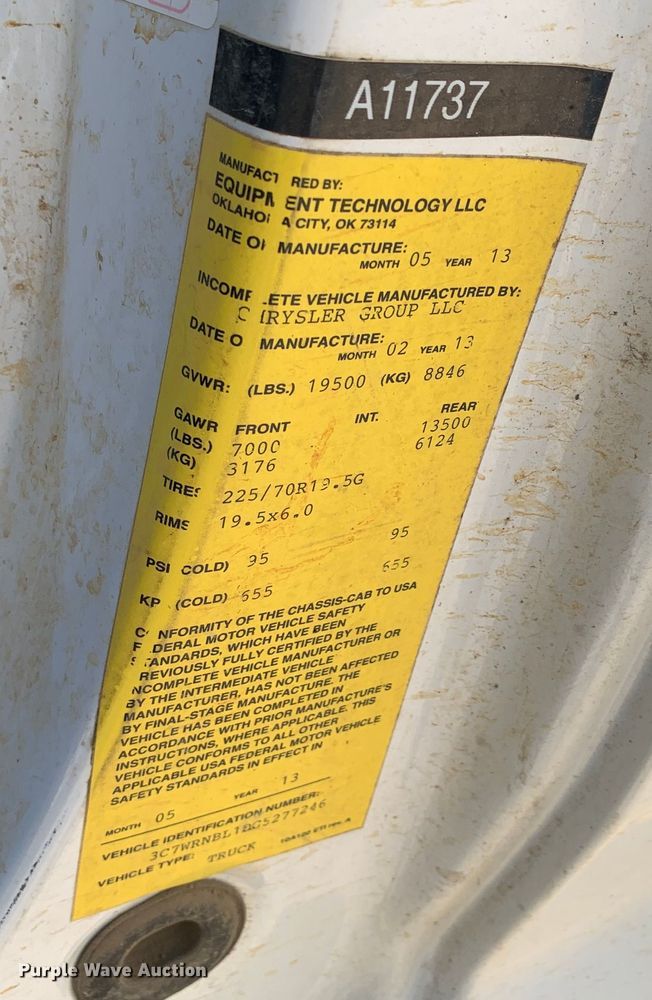 A11737
MANUFACT RED BY:
EQUIPM ENT TECHNOLOGY LLC
OKLAHO A CITY, OK 73114
DATE O MANUFACTURE:
MONTH 05 YEAR 13
INCOMP LETE VEHICLE MANUFACTURED BY:
C HRYSLER GROUP LLC
DATE O MANUFACTURE:
MONTH 02 YEAR 13
GVWR: (LBS.) 19500 (KG) 8846
GAWR FRONT INT. REAR
(LBS.) 7000 13500
(KG) 3176 6124
TIRES 225/70R19.5G
RIMS 19.5x6.0
PSI COLD) 95 95
KP (COLD) 655 655
C NFORMITY OF THE CHASSIS-CAB TO USA
F DERAL MOTOR VEHICLE SAFETY
S ANDARDS, WHICH HAVE BEEN
REVIOUSLY FULLY CERTIFIED BY THE
NCOMPLETE VEHICLE MANUFACTURER OR
BY THE INTERMEDIATE VEHICLE
MANUFACTURER, HAS NOT BEEN AFFECTED
BY FINAL-STAGE MANUFACTURE. THE
VEHICLE HAS BEEN COMPLETED IN
ACCORDANCE WITH PRIOR MANUFACTURE'S
INSTRUCTIONS, WHERE APPLICABLE. THIS
VEHICLE CONFORMS TO ALL OTHER
APPLICABLE USA FEDERAL MOTOR VEHICLE
SAFETY STANDARDS IN EFFECT IN
MONTH 05 YEAR 13
VEHICLE IDENTIFICATION NUMBER:
3C7WRNBL1DG5277246
VEHICLE TYPE: TRUCK
Purple Wave Auction